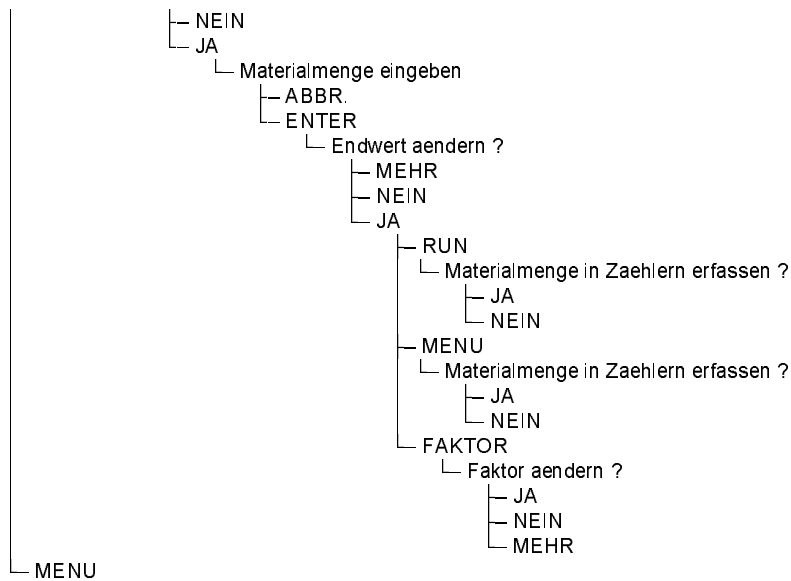 NEIN
JA
Materialmenge eingeben
ABBR.
ENTER
Endwert aendern ?
MEHR
NEIN
JA
RUN
Materialmenge in Zaehlern erfassen ?
JA
NEIN
MENU
Materialmenge in Zaehlern erfassen ?
JA
NEIN
FAKTOR
Faktor aendern ?
JA
NEIN
MEHR
MENU